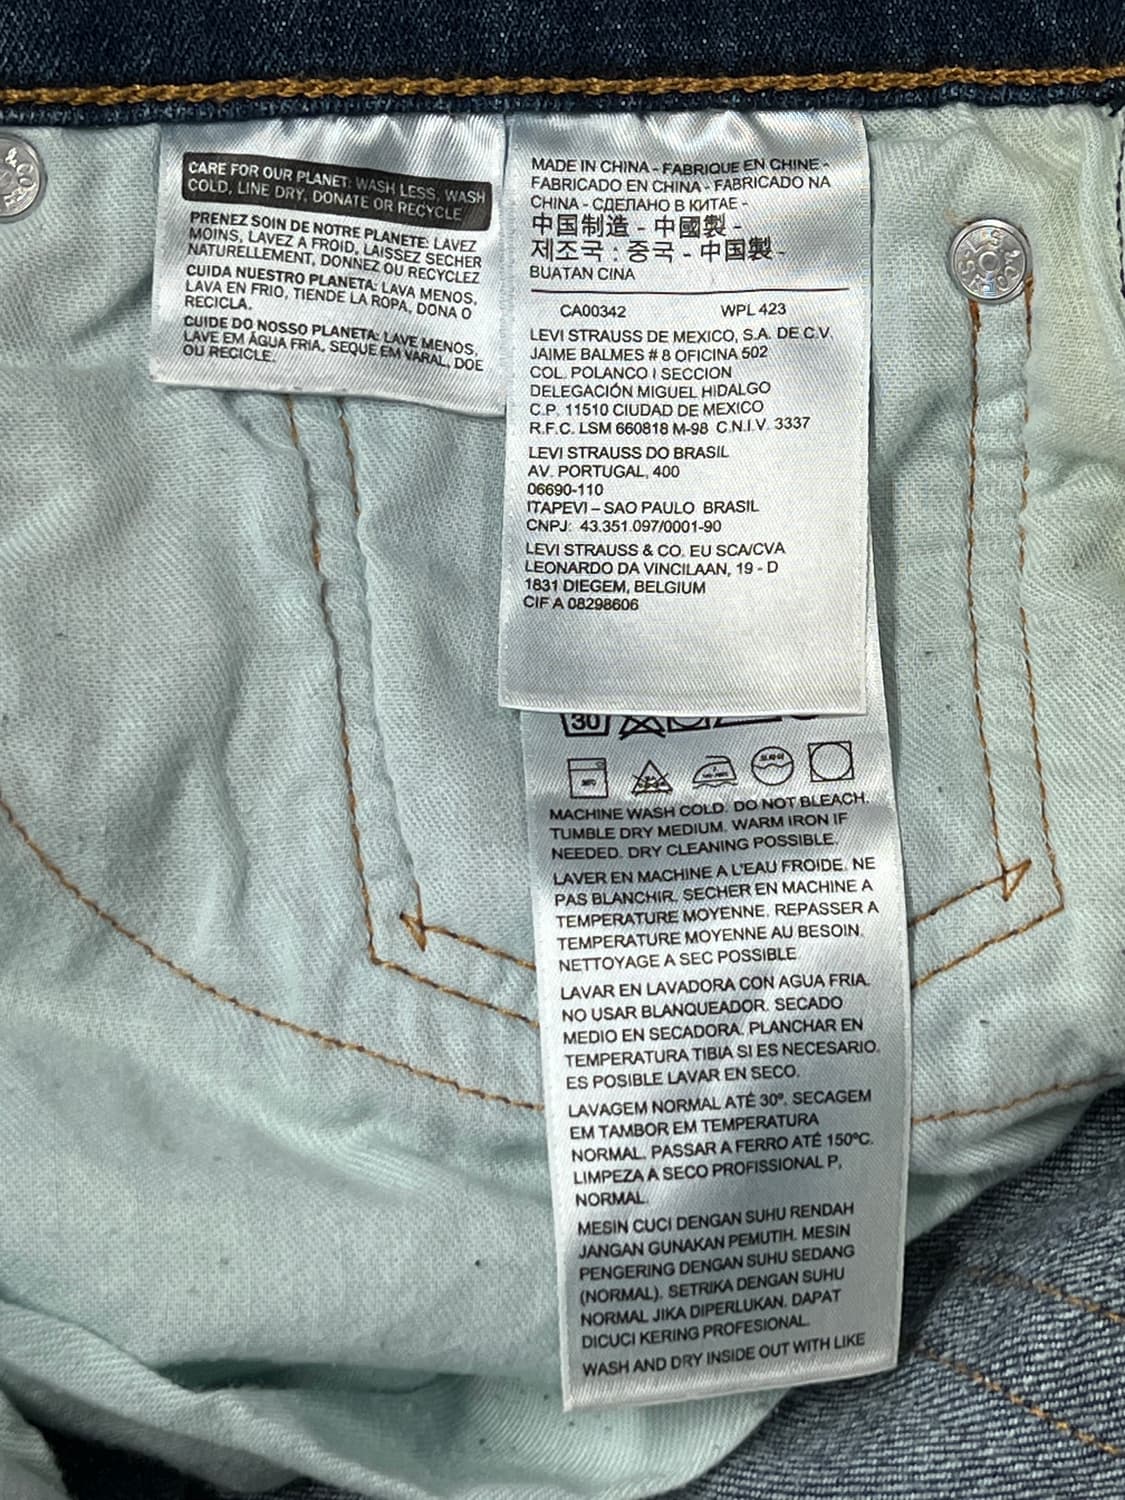 CARE FOR OUR PLANET: WASH LESS, WASH
COLD, LINE DRY, DONATE OR RECYCLE
PRENEZ SOIN DE NOTRE PLANETE: LAVEZ
MOINS, LAVEZ A FROID, LAISSEZ SECHER
NATURELLEMENT, DONNEZ OU RECYCLEZ
CUIDA NUESTRO PLANETA: LAVA MENOS,
LAVA EN FRIO, TIENDE LA ROPA, DONA O
RECICLA.
CUIDE DO NOSSO PLANETA: LAVE MENOS,
LAVE EM ÁGUA FRIA, SEQUE EM VARAL, DOE
OU RECICLE.
MADE IN CHINA - FABRIQUE EN CHINE -
FABRICADO EN CHINA - FABRICADO NA
CHINA - СДЕЛАНО В КИТАЕ -
中国制造 - 中國製 -
제조국 : 중국 - 中国製 -
BUATAN CINA
CA00342 WPL 423
LEVI STRAUSS DE MEXICO, S.A. DE C.V.
JAIME BALMES # 8 OFICINA 502
COL. POLANCO I SECCION
DELEGACIÓN MIGUEL HIDALGO
C.P. 11510 CIUDAD DE MEXICO
R.F.C. LSM 660818 M-98 C.N.I.V. 3337
LEVI STRAUSS DO BRASIL
AV. PORTUGAL, 400
06690-110
ITAPEVI – SAO PAULO BRASIL
CNPJ: 43.351.097/0001-90
LEVI STRAUSS & CO. EU SCA/CVA
LEONARDO DA VINCILAAN, 19 - D
1831 DIEGEM, BELGIUM
CIF A 08298606
30
MACHINE WASH COLD. DO NOT BLEACH.
TUMBLE DRY MEDIUM. WARM IRON IF
NEEDED. DRY CLEANING POSSIBLE.
LAVER EN MACHINE A L'EAU FROIDE. NE
PAS BLANCHIR. SECHER EN MACHINE A
TEMPERATURE MOYENNE. REPASSER A
TEMPERATURE MOYENNE AU BESOIN.
NETTOYAGE A SEC POSSIBLE.
LAVAR EN LAVADORA CON AGUA FRIA.
NO USAR BLANQUEADOR. SECADO
MEDIO EN SECADORA. PLANCHAR EN
TEMPERATURA TIBIA SI ES NECESARIO.
ES POSIBLE LAVAR EN SECO.
LAVAGEM NORMAL ATÉ 30º. SECAGEM
EM TAMBOR EM TEMPERATURA
NORMAL. PASSAR A FERRO ATÉ 150ºC.
LIMPEZA A SECO PROFISSIONAL P,
NORMAL.
MESIN CUCI DENGAN SUHU RENDAH
JANGAN GUNAKAN PEMUTIH. MESIN
PENGERING DENGAN SUHU SEDANG
(NORMAL). SETRIKA DENGAN SUHU
NORMAL JIKA DIPERLUKAN. DAPAT
DICUCI KERING PROFESIONAL.
WASH AND DRY INSIDE OUT WITH LIKE